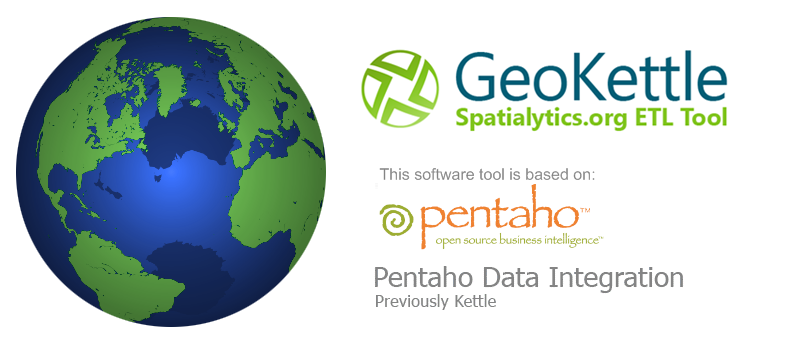 GeoKettle
Spatialytics.org ETL Tool
This software tool is based on:
pentaho™
open source business intelligence™
Pentaho Data Integration
Previously Kettle